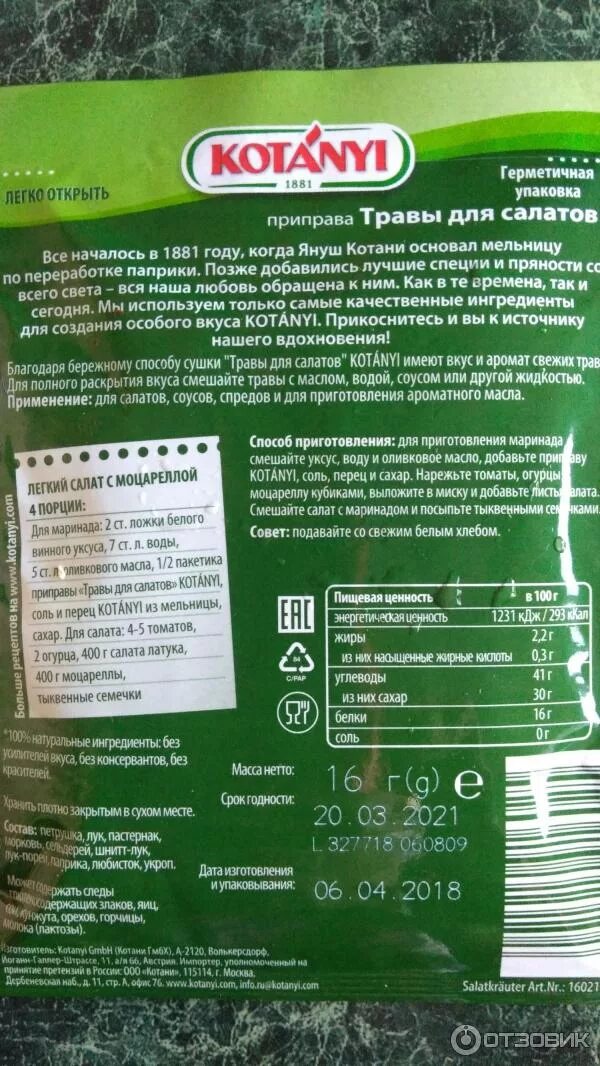 KOTÁNYI
1881
ЛЕГКО ОТКРЫТЬ
Герметичная
упаковка
приправа Травы для салатов
Все началось в 1881 году, когда Януш Котани основал мельницу
по переработке паприки. Позже добавились лучшие специи и пряности со
всего света – вся наша любовь обращена к ним. Как в те времена, так и
сегодня. Мы используем только самые качественные ингредиенты
для создания особого вкуса KOTÁNYI. Прикоснитесь и вы к источнику
нашего вдохновения!
Благодаря бережному способу сушки "Травы для салатов" KOTÁNYI имеют вкус и аромат свежих трав
Для полного раскрытия вкуса смешайте травы с маслом, водой, соусом или другой жидкостью.
Применение: для салатов, соусов, спредов и для приготовления ароматного масла.
Больше рецептов на www.kotanyi.com
ЛЕГКИЙ САЛАТ С МОЦАРЕЛЛОЙ
4 ПОРЦИИ:
Для маринада: 2 ст. ложки белого
винного уксуса, 7 ст. л. воды,
5 ст. л. оливкового масла, 1/2 пакетика
приправы «Травы для салатов» KOTÁNYI,
соль и перец KOTÁNYI из мельницы,
сахар. Для салата: 4-5 томатов,
2 огурца, 400 г салата латука,
400 г моцареллы,
тыквенные семечки
Способ приготовления: для приготовления маринада
смешайте уксус, воду и оливковое масло, добавьте приправу
KOTÁNYI, соль, перец и сахар. Нарежьте томаты, огурцы
моцареллу кубиками, выложите в миску и добавьте листья салата.
Смешайте салат с маринадом и посыпьте тыквенными семечками.
Совет: подавайте со свежим белым хлебом.
EAC
84
C/PAP
Пищевая ценность в 100 г
энергетическая ценность 1231 кДж / 293 кКал
жиры 2,2 г
из них насыщенные жирные кислоты 0,3 г
углеводы 41 г
из них сахар 30 г
белки 16 г
соль 0 г
*100% натуральные ингредиенты: без
усилителей вкуса, без консервантов, без
красителей.
Хранить плотно закрытым в сухом месте.
Состав: петрушка, лук, пастернак,
морковь, сельдерей, шнитт-лук,
лук-порей, паприка, любисток, укроп.
Может содержать следы
глютенсодержащих злаков, яиц,
сои, кунжута, орехов, горчицы,
молока (лактозы).
Масса нетто: 16 г(g) e
Срок годности: 20.03.2021
L 327718 060809
Дата изготовления
и упаковывания: 06.04.2018
Изготовитель: Kotanyi GmbH (Котани ГмбХ), А-2120, Волькерсдорф,
Йоганн-Галлер-Штрассе, 11, а/я 66, Австрия. Импортер, уполномоченный на
принятие претензий в России: ООО «Котани», 115114, г. Москва,
Дербеневская наб., д. 11, стр. А, офис 76. www.kotanyi.com, info.ru@kotanyi.com
Salatkräuter Art.Nr.: 16021
ОТЗОВИК